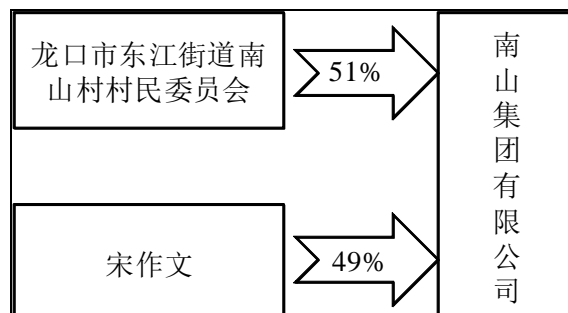 龙口市东江街道南
山村村民委员会
51%
南山集团有限公司
宋作文
49%